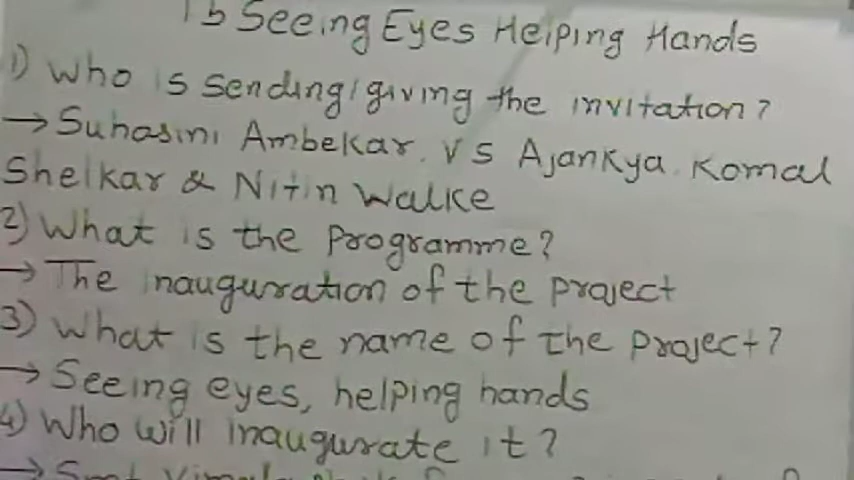 Seeing Eyes Helping Hands
1) Who is sending/giving the invitation?
→ Suhasini Ambekar. VS Ajankya. Komal
Shelkar & Nitin Walke
2) What is the programme?
→ The inauguration of the project
3) What is the name of the project?
→ Seeing eyes, helping hands
4) Who will inaugurate it?
→ Smt